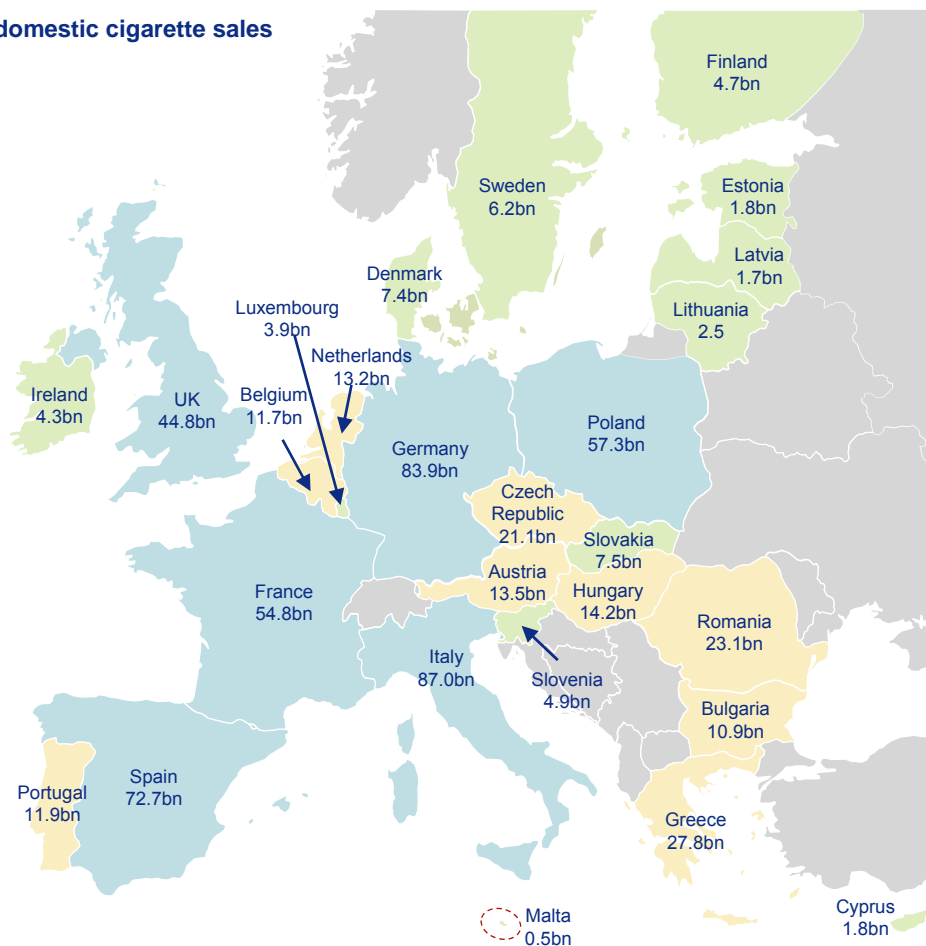 domestic cigarette sales
Finland
4.7bn
Sweden
6.2bn
Estonia
1.8bn
Latvia
1.7bn
Lithuania
2.5
Denmark
7.4bn
Luxembourg
3.9bn
Netherlands
13.2bn
Belgium
11.7bn
Ireland
4.3bn
UK
44.8bn
Germany
83.9bn
Poland
57.3bn
Czech
Republic
21.1bn
Slovakia
7.5bn
Austria
13.5bn
Hungary
14.2bn
France
54.8bn
Romania
23.1bn
Italy
87.0bn
Slovenia
4.9bn
Bulgaria
10.9bn
Portugal
11.9bn
Spain
72.7bn
Greece
27.8bn
Malta
0.5bn
Cyprus
1.8bn